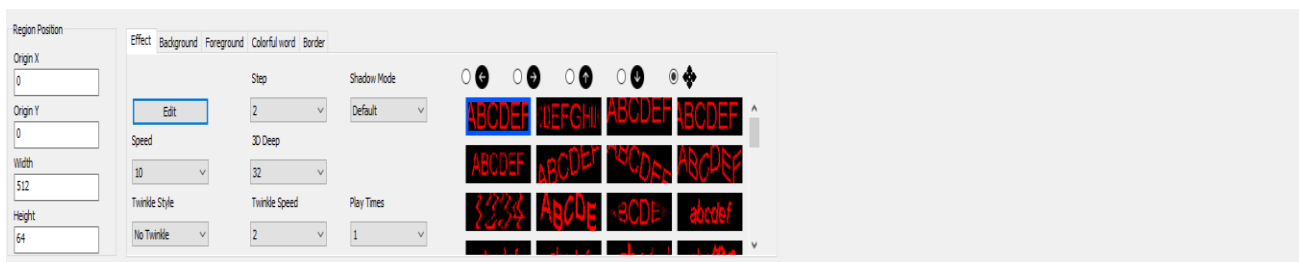 Region Position
Origin X
0
Origin Y
0
Width
512
Height
64
Effect Background Foreground Colorful word Border
Step Shadow Mode
Edit 2 Default
Speed 3D Deep
10 32
Twinkle Style Twinkle Speed Play Times
No Twinkle 2 1
ABCDEF DEFGHI ABCDEF ABCDEF
ABCDEF ABCDEF ABCDEF ABCDEF
1234 ABCDE BCDE abcdef